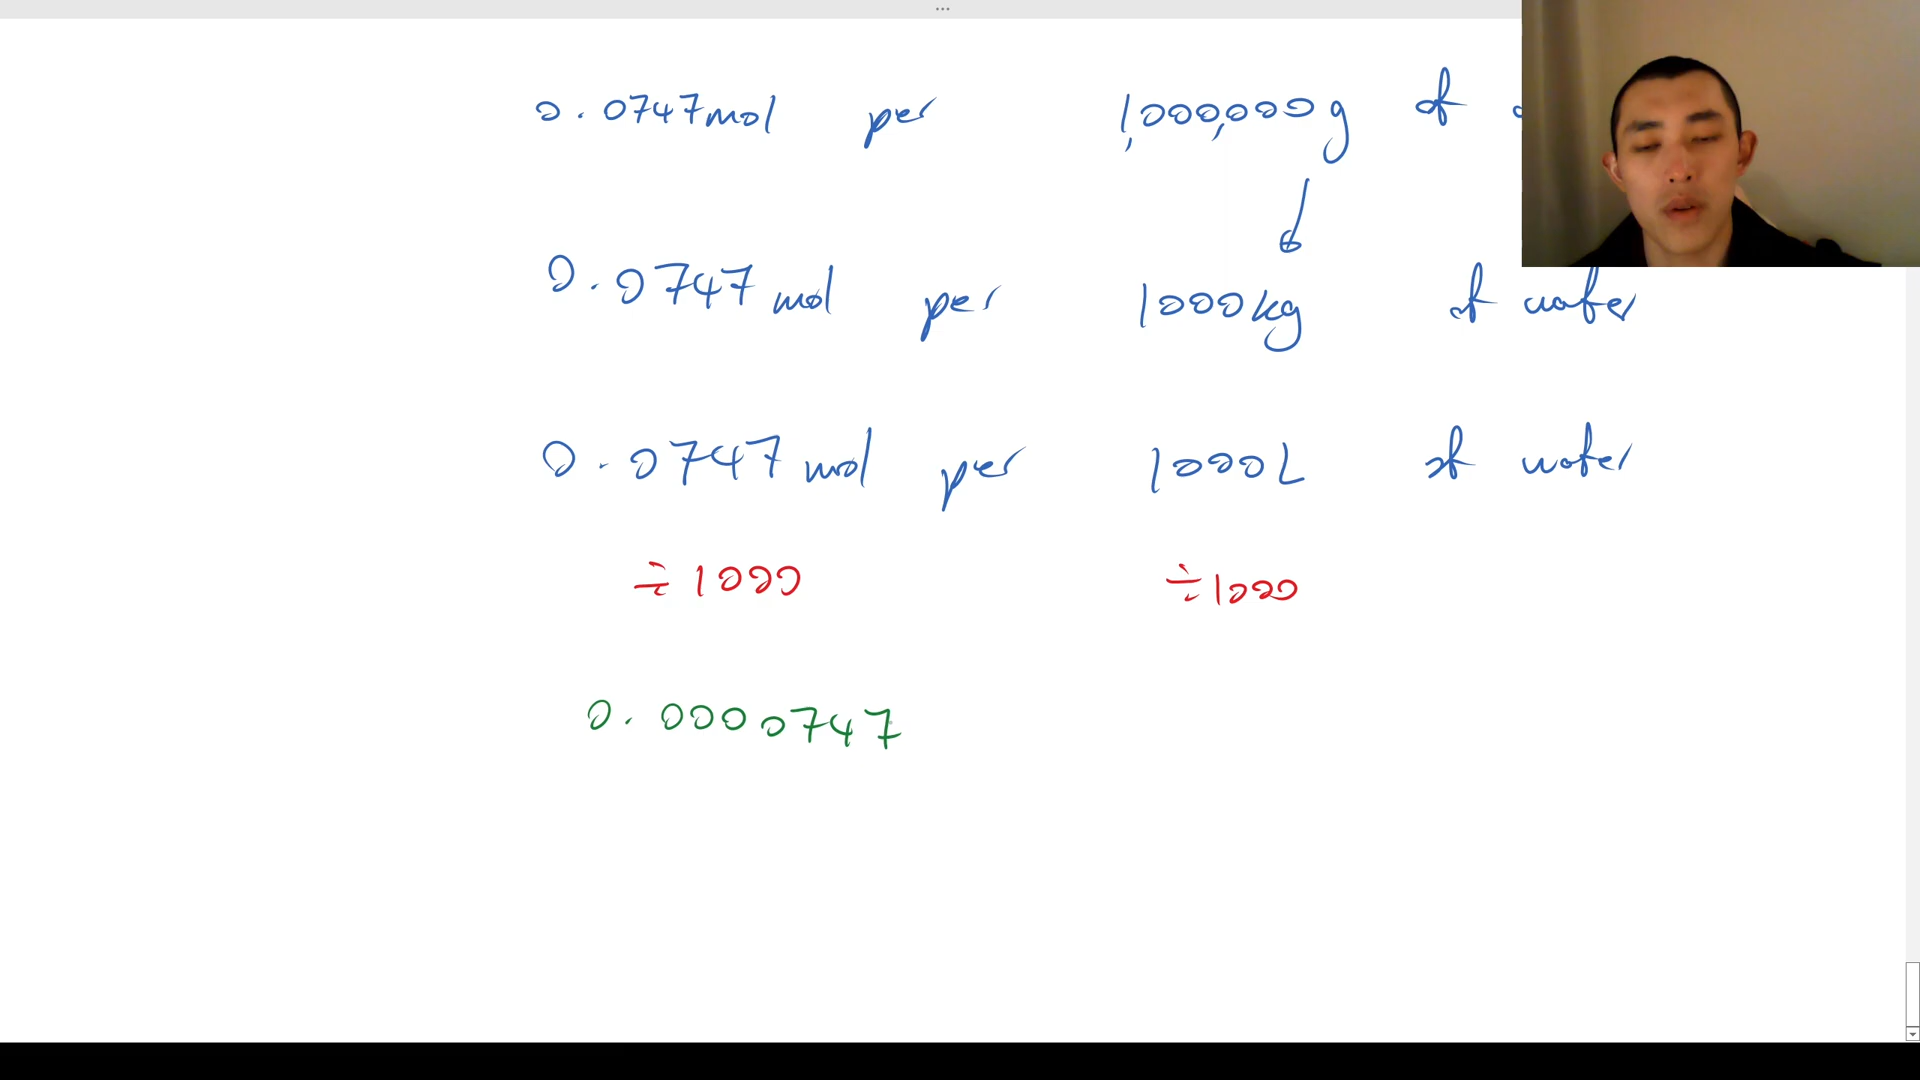 0.0747mol per 1,000,000g of
0.0747 mol per 1000kg of water
0.0747 mol per 1000L of water
÷1000 ÷1000
0.0000747